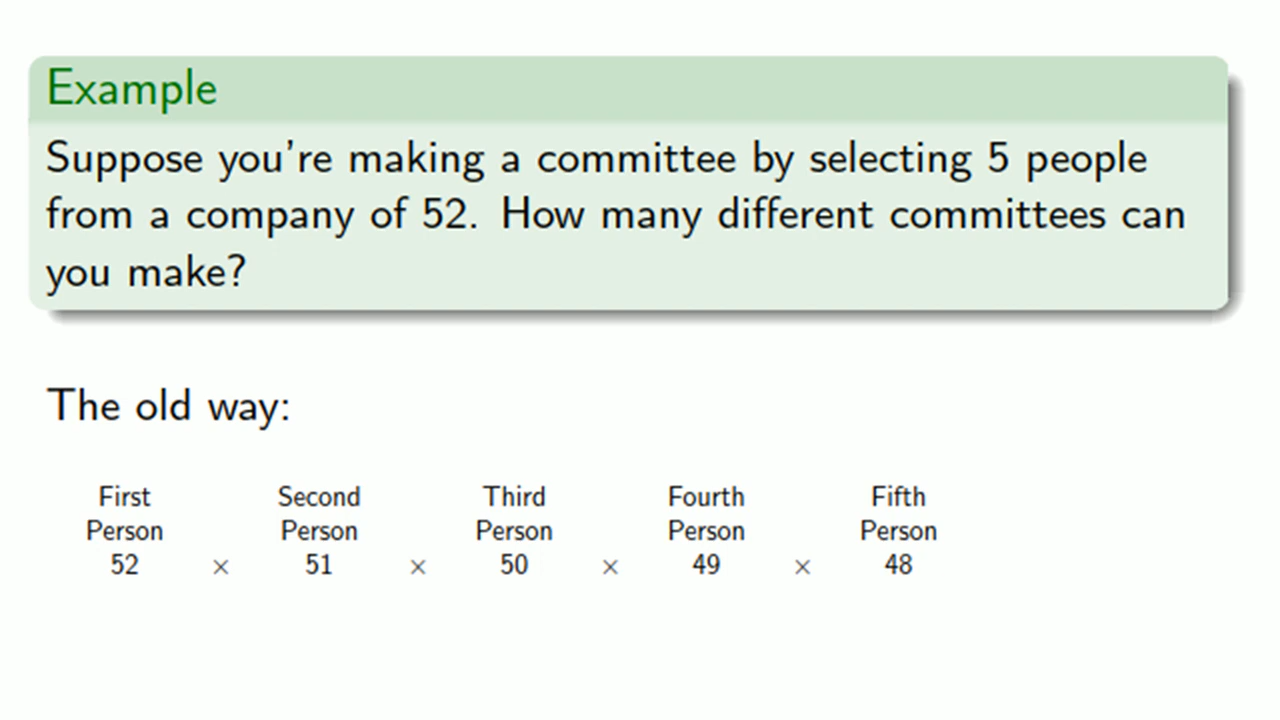 Example
Suppose you're making a committee by selecting 5 people
from a company of 52. How many different committees can
you make?
The old way:
First Second Third Fourth Fifth
Person Person Person Person Person
52 × 51 × 50 × 49 × 48